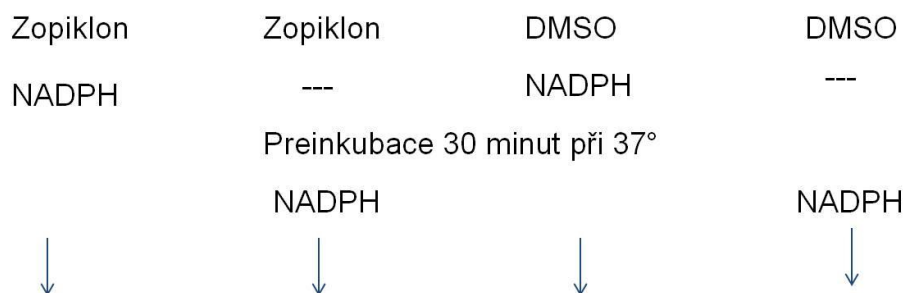 Zopiklon Zopiklon DMSO DMSO
NADPH --- NADPH ---
Preinkubace 30 minut při 37°
NADPH NADPH